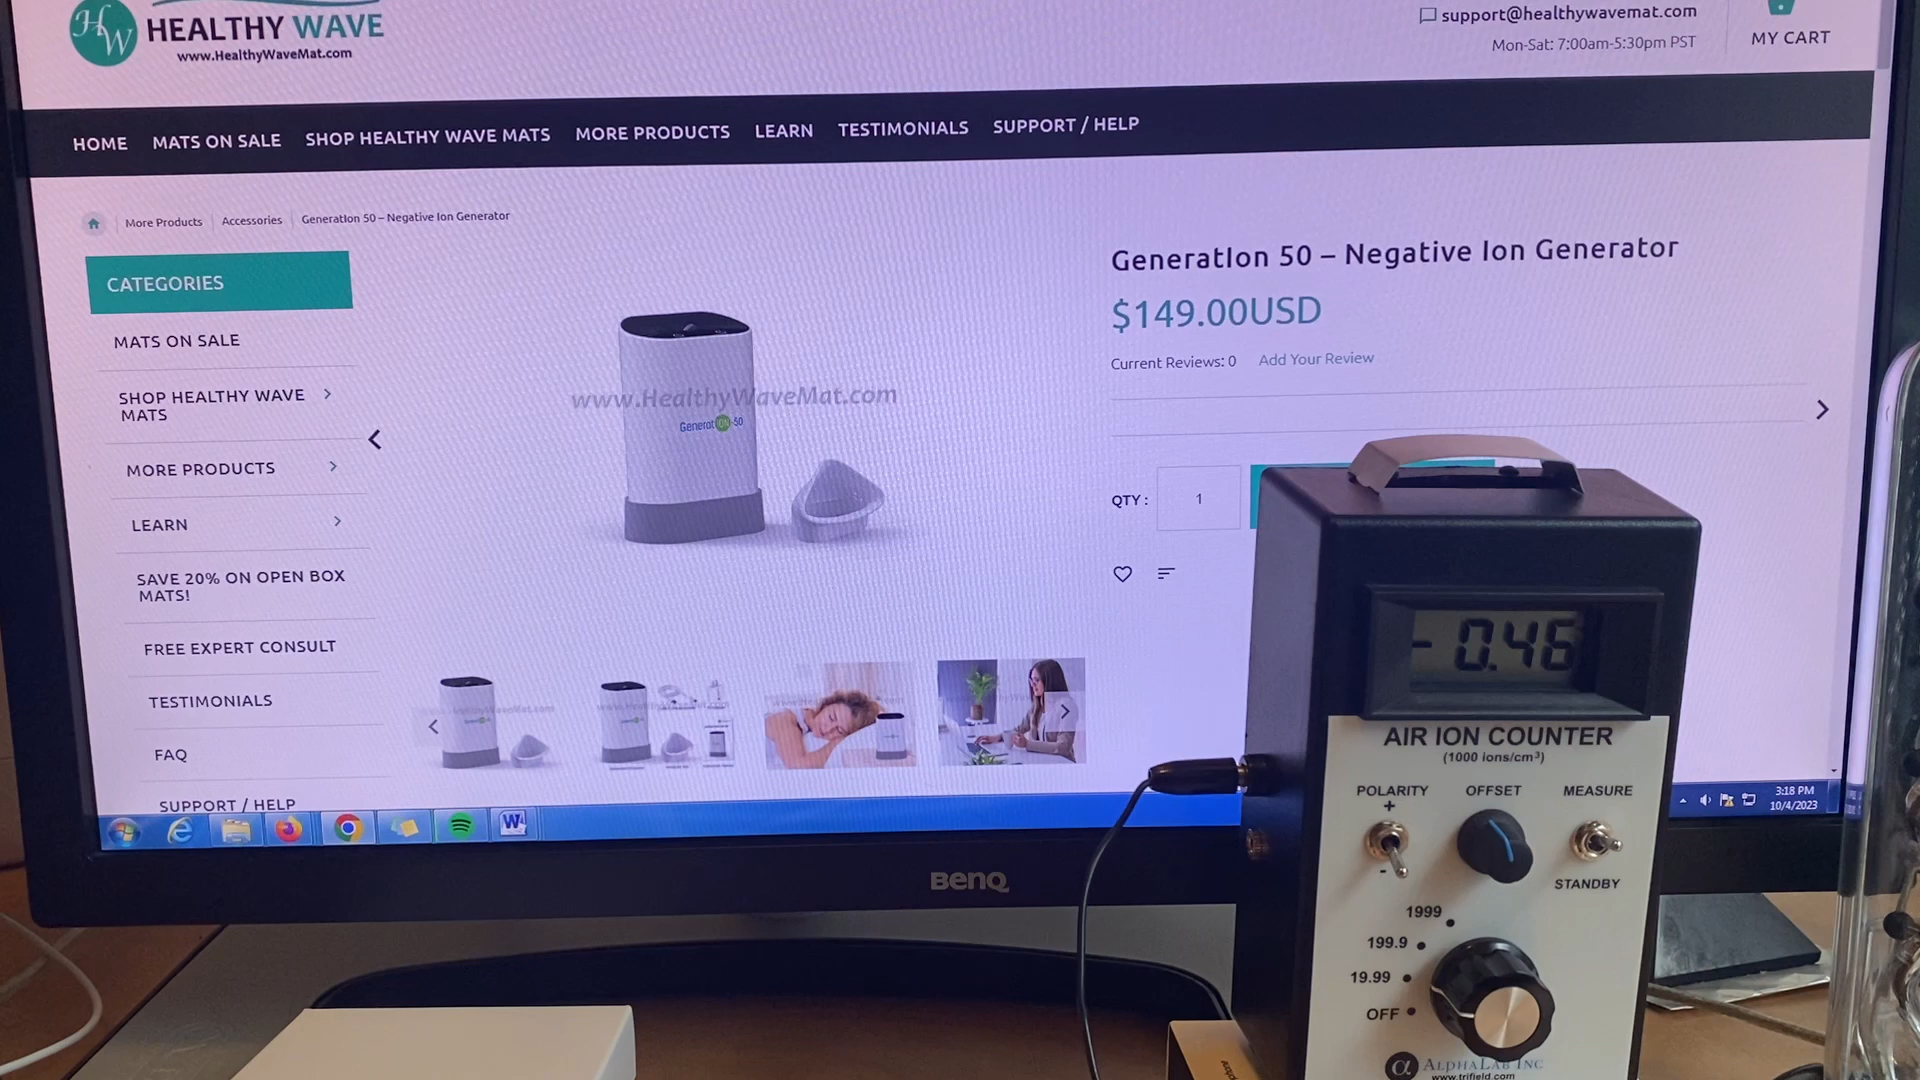 HW HEALTHY WAVE
www.HealthyWaveMat.com
support@healthywavemat.com
Mon-Sat: 7:00am-5:30pm PST
MY CART
HOME MATS ON SALE SHOP HEALTHY WAVE MATS MORE PRODUCTS LEARN TESTIMONIALS SUPPORT / HELP
More Products Accessories GeneratIon 50 – Negative Ion Generator
CATEGORIES
MATS ON SALE
SHOP HEALTHY WAVE
MATS
MORE PRODUCTS
LEARN
SAVE 20% ON OPEN BOX
MATS!
FREE EXPERT CONSULT
TESTIMONIALS
FAQ
SUPPORT / HELP
www.HealthyWaveMat.com
GeneratION-50
GeneratIon 50 – Negative Ion Generator
$149.00USD
Current Reviews: 0 Add Your Review
QTY : 1
3:18 PM
10/4/2023
BenQ
- 0.46
AIR ION COUNTER
(1000 ions/cm³)
POLARITY OFFSET MEASURE
+
-
STANDBY
1999
199.9
19.99
OFF
α ALPHALAB INC
www.trifield.com